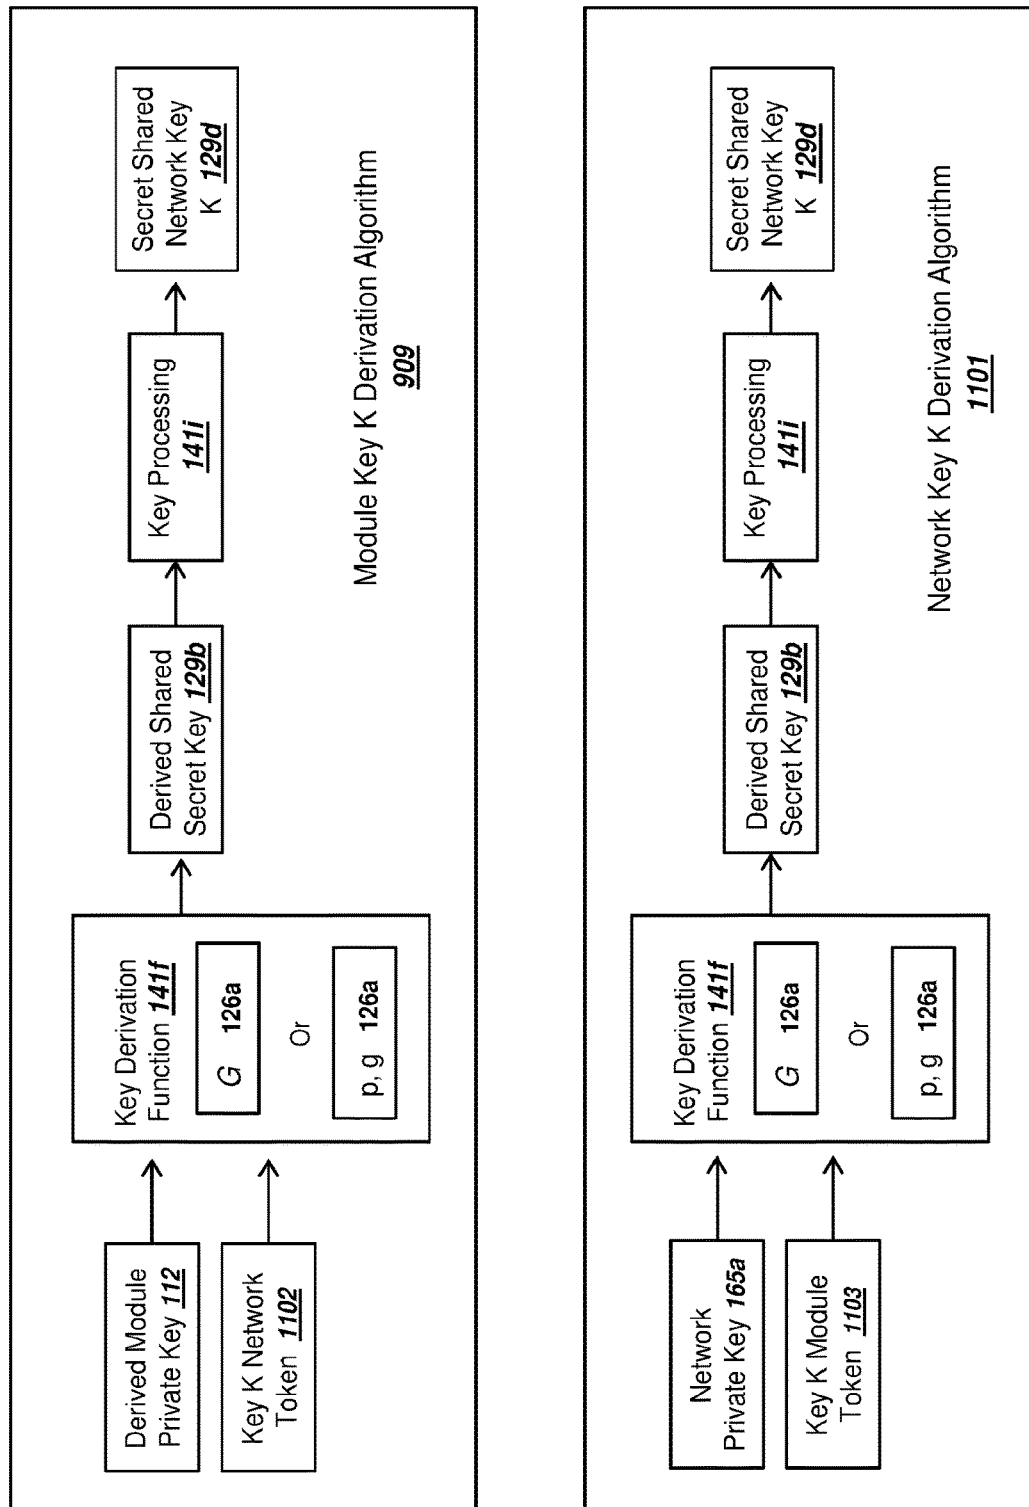 Derived Module
Private Key 112
Key K Network
Token 1102
Key Derivation
Function 141f
G 126a
Or
p, g 126a
Derived Shared
Secret Key 129b
Key Processing
141i
Secret Shared
Network Key
K 129d
Module Key K Derivation Algorithm
909
Network
Private Key 165a
Key K Module
Token 1103
Key Derivation
Function 141f
G 126a
Or
p, g 126a
Derived Shared
Secret Key 129b
Key Processing
141i
Secret Shared
Network Key
K 129d
Network Key K Derivation Algorithm
1101